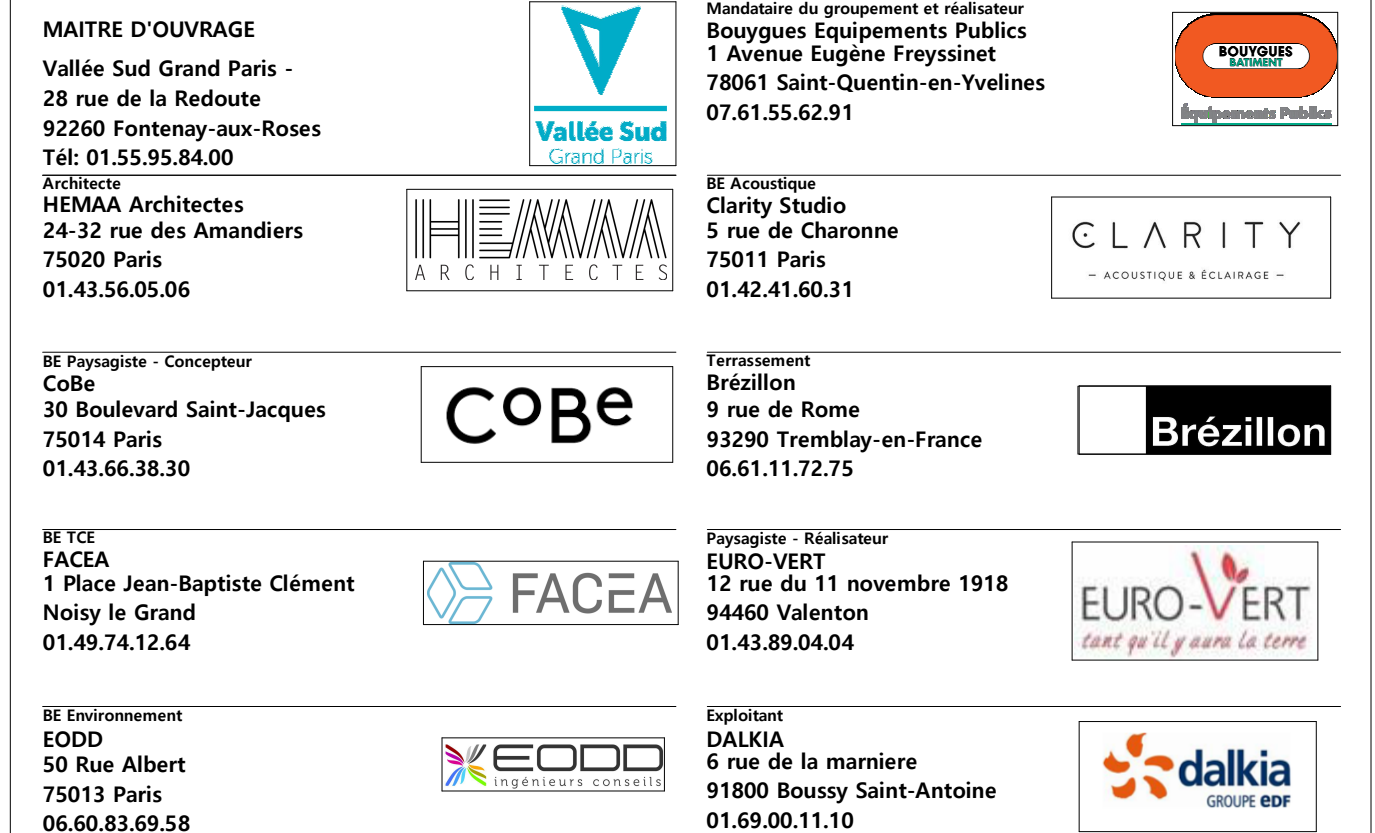 MAITRE D'OUVRAGE
Vallée Sud Grand Paris -
28 rue de la Redoute
92260 Fontenay-aux-Roses
Tél: 01.55.95.84.00
Vallée Sud
Grand Paris
Mandataire du groupement et réalisateur
Bouygues Equipements Publics
1 Avenue Eugène Freyssinet
78061 Saint-Quentin-en-Yvelines
07.61.55.62.91
BOUYGUES
BATIMENT
Équipements Publics
Architecte
HEMAA Architectes
24-32 rue des Amandiers
75020 Paris
01.43.56.05.06
HEMAA
ARCHITECTES
BE Acoustique
Clarity Studio
5 rue de Charonne
75011 Paris
01.42.41.60.31
CLARITY
– ACOUSTIQUE & ÉCLAIRAGE –
BE Paysagiste - Concepteur
CoBe
30 Boulevard Saint-Jacques
75014 Paris
01.43.66.38.30
CoBe
Terrassement
Brézillon
9 rue de Rome
93290 Tremblay-en-France
06.61.11.72.75
Brézillon
BE TCE
FACEA
1 Place Jean-Baptiste Clément
Noisy le Grand
01.49.74.12.64
FACEA
Paysagiste - Réalisateur
EURO-VERT
12 rue du 11 novembre 1918
94460 Valenton
01.43.89.04.04
EURO-VERT
tant qu'il y aura la terre
BE Environnement
EODD
50 Rue Albert
75013 Paris
06.60.83.69.58
EODD
ingénieurs conseils
Exploitant
DALKIA
6 rue de la marniere
91800 Boussy Saint-Antoine
01.69.00.11.10
dalkia
GROUPE EDF